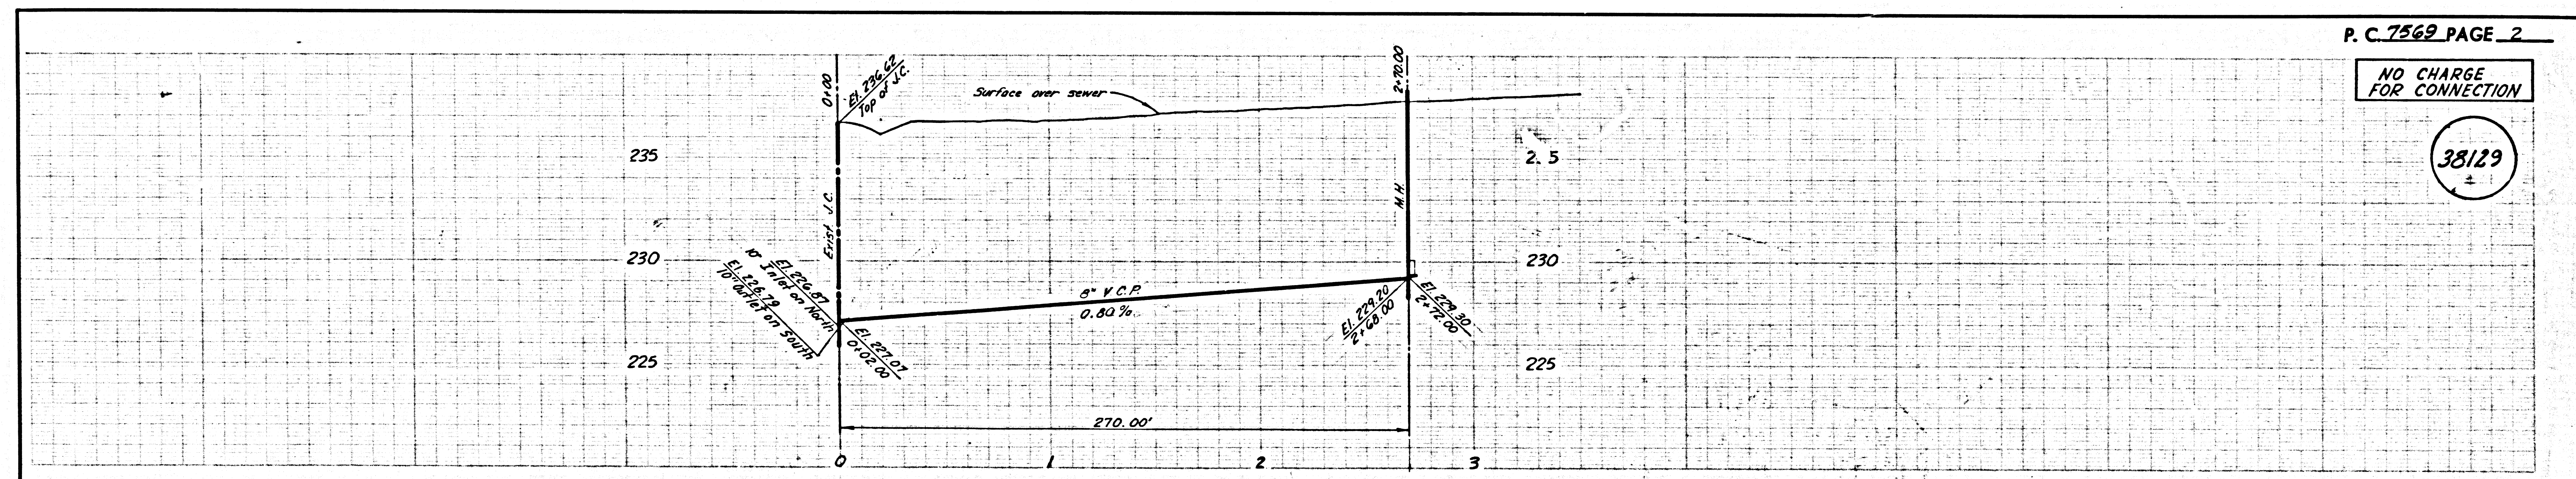 P. C. 7569 PAGE 2
NO CHARGE
FOR CONNECTION
38129
0+00
El. 236.62
Top of J.C.
Surface over sewer
2+70.00
235
2. 5
Exist J.C.
M.H.
230
230
El. 226.87
10" Inlet on North
El. 226.79
10" Outlet on South
8" V.C.P.
0.80%
El. 227.07
0+02.00
El. 229.20
2+68.00
El. 229.30
2+72.00
225
225
270.00'
0
1
2
3